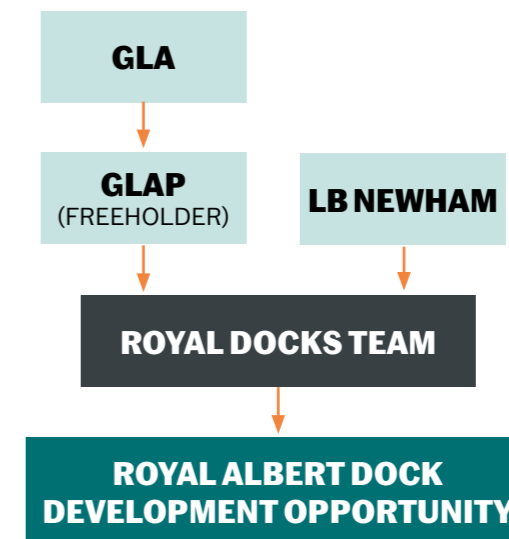 GLA
GLAP
(FREEHOLDER)
LB NEWHAM
ROYAL DOCKS TEAM
ROYAL ALBERT DOCK
DEVELOPMENT OPPORTUNITY